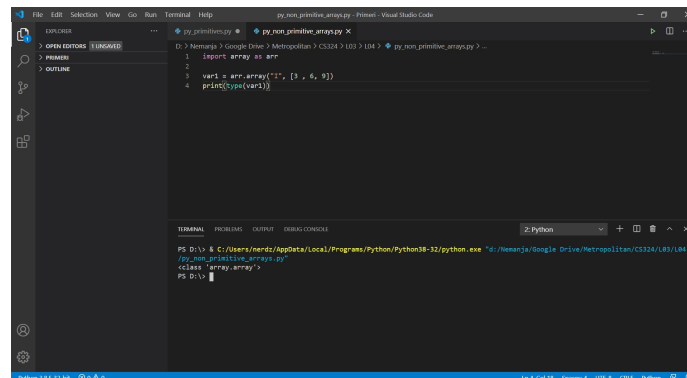 File Edit Selection View Go Run Terminal Help
py_non_primitive_arrays.py - Primeri - Visual Studio Code
EXPLORER
OPEN EDITORS 1 UNSAVED
PRIMERI
OUTLINE
py_primitives.py
py_non_primitive_arrays.py
D: > Nemanja > Google Drive > Metropolitan > CS324 > L03 > L04 > py_non_primitive_arrays.py > ...
1 import array as arr
2
3 var1 = arr.array("I", [3 , 6, 9])
4 print(type(var1))
TERMINAL PROBLEMS OUTPUT DEBUG CONSOLE
2: Python
PS D:\> & C:/Users/nerdz/AppData/Local/Programs/Python/Python38-32/python.exe "d:/Nemanja/Google Drive/Metropolitan/CS324/L03/L04
/py_non_primitive_arrays.py"
<class 'array.array'>
PS D:\>